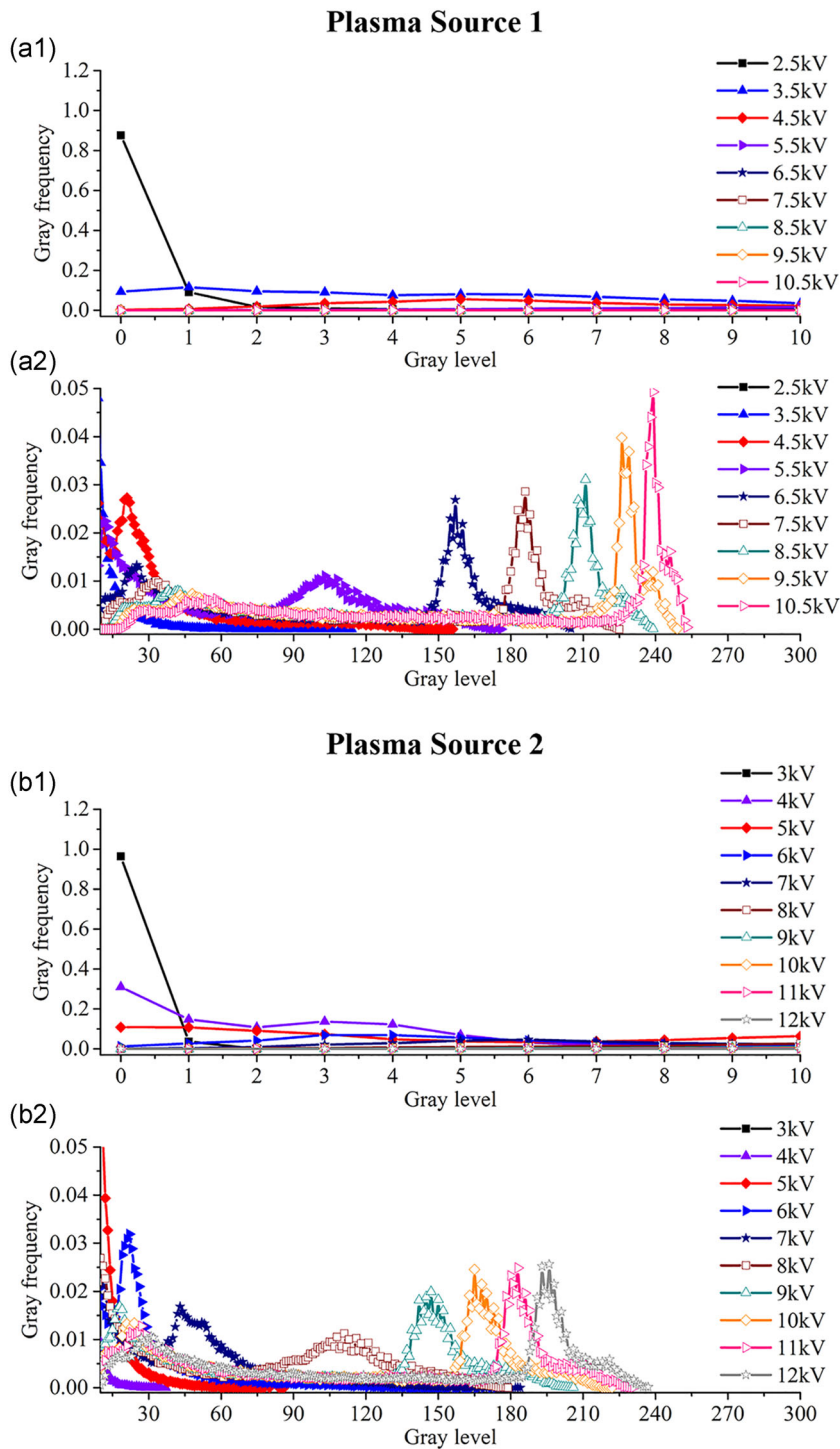 Plasma Source 1
(a1)
Gray frequency
1.2
1.0
0.8
0.6
0.4
0.2
0.0
0 1 2 3 4 5 6 7 8 9 10
Gray level
2.5kV
3.5kV
4.5kV
5.5kV
6.5kV
7.5kV
8.5kV
9.5kV
10.5kV
(a2)
Gray frequency
0.05
0.04
0.03
0.02
0.01
0.00
30 60 90 120 150 180 210 240 270 300
Gray level
2.5kV
3.5kV
4.5kV
5.5kV
6.5kV
7.5kV
8.5kV
9.5kV
10.5kV
Plasma Source 2
(b1)
Gray frequency
1.2
1.0
0.8
0.6
0.4
0.2
0.0
0 1 2 3 4 5 6 7 8 9 10
Gray level
3kV
4kV
5kV
6kV
7kV
8kV
9kV
10kV
11kV
12kV
(b2)
Gray frequency
0.05
0.04
0.03
0.02
0.01
0.00
30 60 90 120 150 180 210 240 270 300
Gray level
3kV
4kV
5kV
6kV
7kV
8kV
9kV
10kV
11kV
12kV